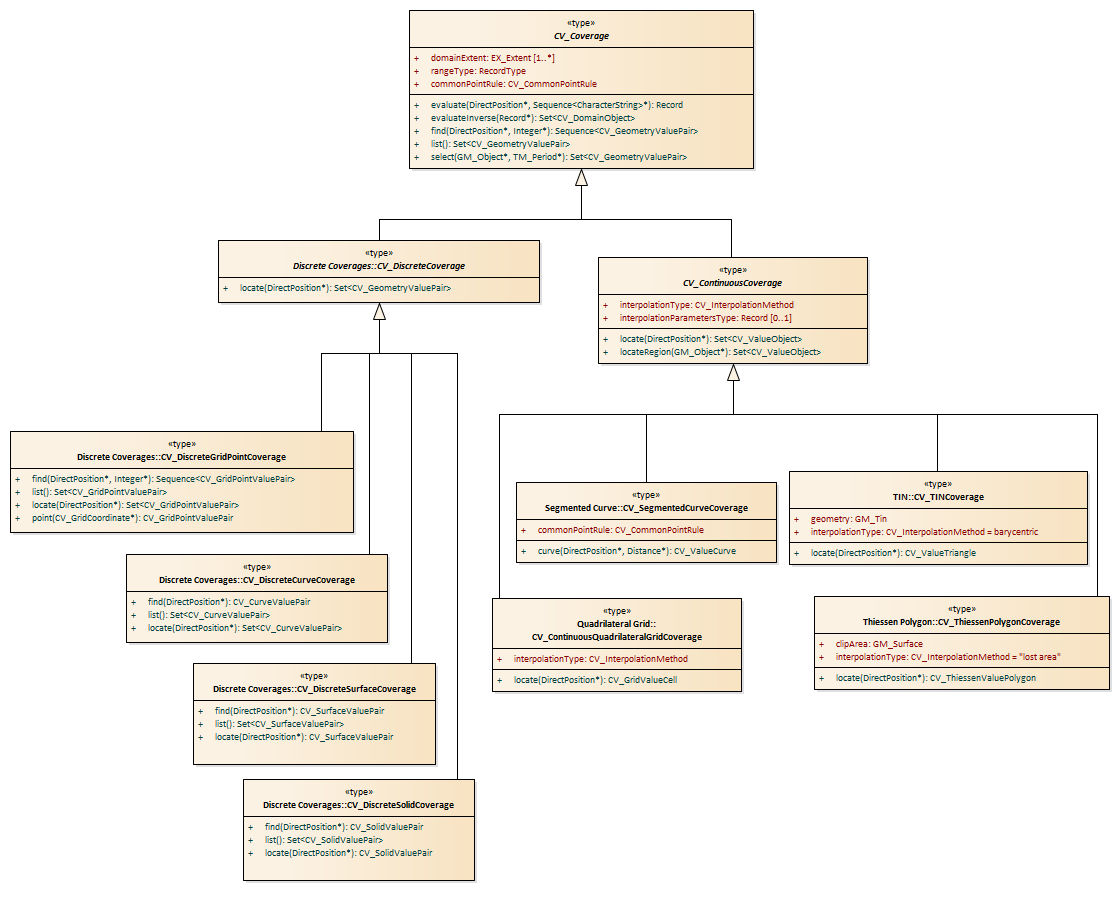 «type»
CV_Coverage
+ domainExtent: EX_Extent [1..*]
+ rangeType: RecordType
+ commonPointRule: CV_CommonPointRule
+ evaluate(DirectPosition*, Sequence<CharacterString>*): Record
+ evaluateInverse(Record*): Set<CV_DomainObject>
+ find(DirectPosition*, Integer*): Sequence<CV_GeometryValuePair>
+ list(): Set<CV_GeometryValuePair>
+ select(GM_Object*, TM_Period*): Set<CV_GeometryValuePair>
«type»
Discrete Coverages::CV_DiscreteCoverage
+ locate(DirectPosition*): Set<CV_GeometryValuePair>
«type»
CV_ContinuousCoverage
+ interpolationType: CV_InterpolationMethod
+ interpolationParametersType: Record [0..1]
+ locate(DirectPosition*): Set<CV_ValueObject>
+ locateRegion(GM_Object*): Set<CV_ValueObject>
«type»
Discrete Coverages::CV_DiscreteGridPointCoverage
+ find(DirectPosition*, Integer*): Sequence<CV_GridPointValuePair>
+ list(): Set<CV_GridPointValuePair>
+ locate(DirectPosition*): Set<CV_GridPointValuePair>
+ point(CV_GridCoordinate*): CV_GridPointValuePair
«type»
Segmented Curve::CV_SegmentedCurveCoverage
+ commonPointRule: CV_CommonPointRule
+ curve(DirectPosition*, Distance*): CV_ValueCurve
«type»
TIN::CV_TINCoverage
+ geometry: GM_Tin
+ interpolationType: CV_InterpolationMethod = barycentric
+ locate(DirectPosition*): CV_ValueTriangle
«type»
Discrete Coverages::CV_DiscreteCurveCoverage
+ find(DirectPosition*): CV_CurveValuePair
+ list(): Set<CV_CurveValuePair>
+ locate(DirectPosition*): Set<CV_CurveValuePair>
«type»
Quadrilateral Grid::
CV_ContinuousQuadrilateralGridCoverage
+ interpolationType: CV_InterpolationMethod
+ locate(DirectPosition*): CV_GridValueCell
«type»
Thiessen Polygon::CV_ThiessenPolygonCoverage
+ clipArea: GM_Surface
+ interpolationType: CV_InterpolationMethod = "lost area"
+ locate(DirectPosition*): CV_ThiessenValuePolygon
«type»
Discrete Coverages::CV_DiscreteSurfaceCoverage
+ find(DirectPosition*): CV_SurfaceValuePair
+ list(): Set<CV_SurfaceValuePair>
+ locate(DirectPosition*): CV_SurfaceValuePair
«type»
Discrete Coverages::CV_DiscreteSolidCoverage
+ find(DirectPosition*): CV_SolidValuePair
+ list(): Set<CV_SolidValuePair>
+ locate(DirectPosition*): CV_SolidValuePair